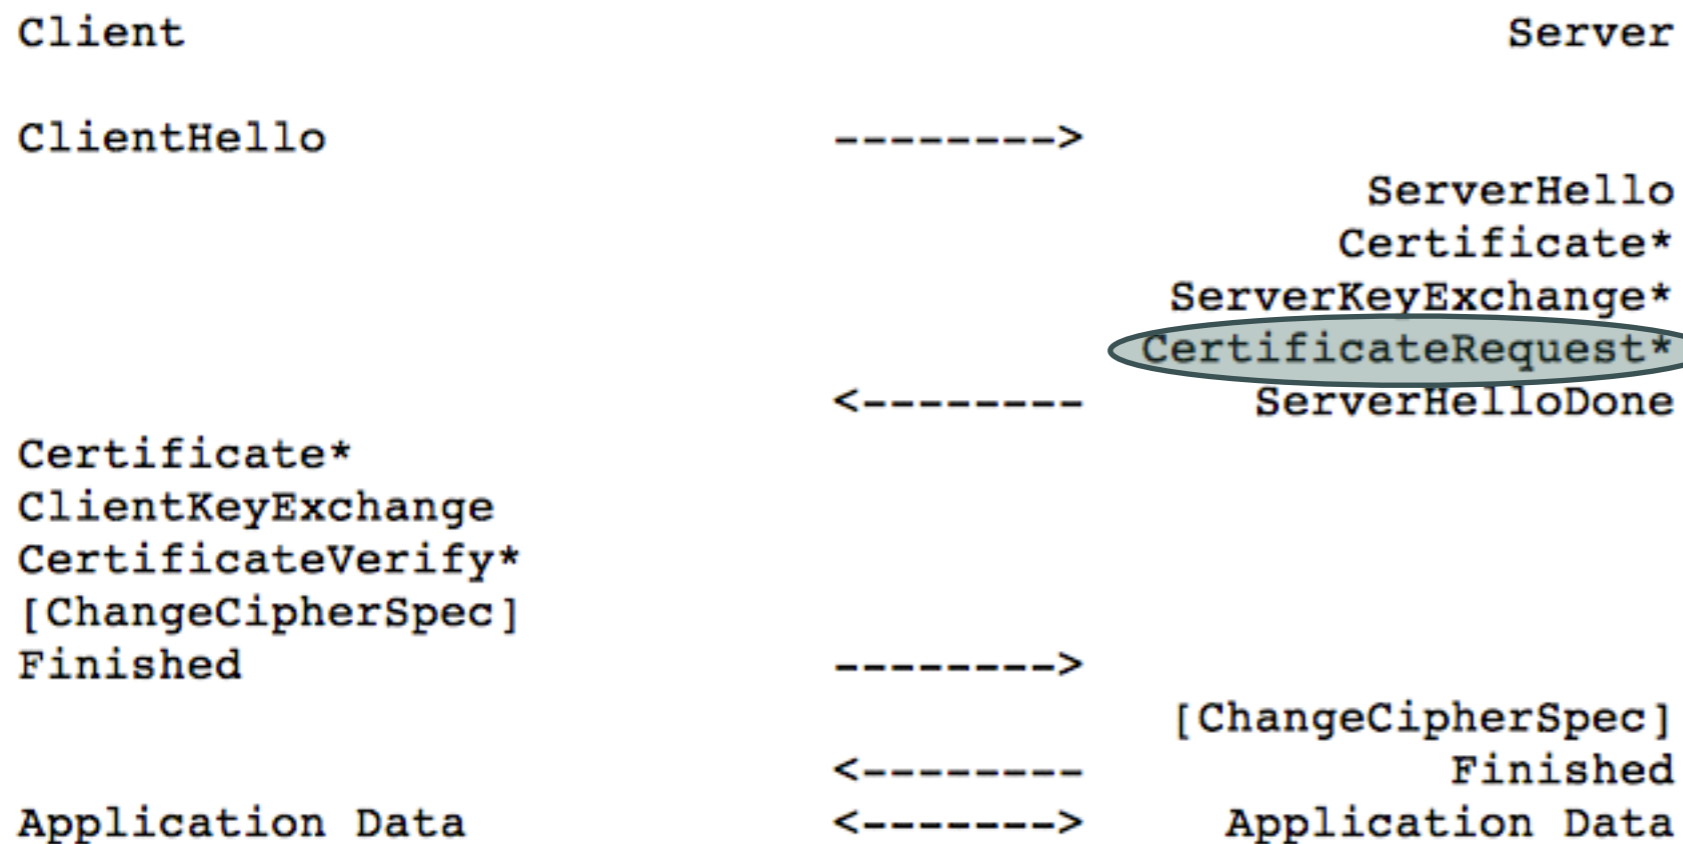 Client Server
ClientHello -------->
ServerHello
Certificate*
ServerKeyExchange*
CertificateRequest*
<-------- ServerHelloDone
Certificate*
ClientKeyExchange
CertificateVerify*
[ChangeCipherSpec]
Finished -------->
[ChangeCipherSpec]
<-------- Finished
Application Data <-------> Application Data